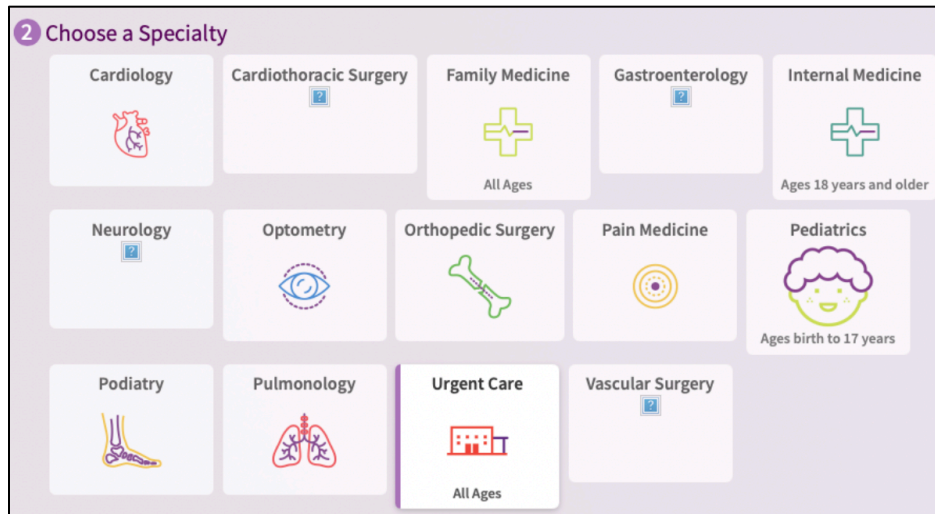 2 Choose a Specialty
Cardiology
Cardiothoracic Surgery
?
Family Medicine
All Ages
Gastroenterology
?
Internal Medicine
Ages 18 years and older
Neurology
?
Optometry
Orthopedic Surgery
Pain Medicine
Pediatrics
Ages birth to 17 years
Podiatry
Pulmonology
Urgent Care
All Ages
Vascular Surgery
?